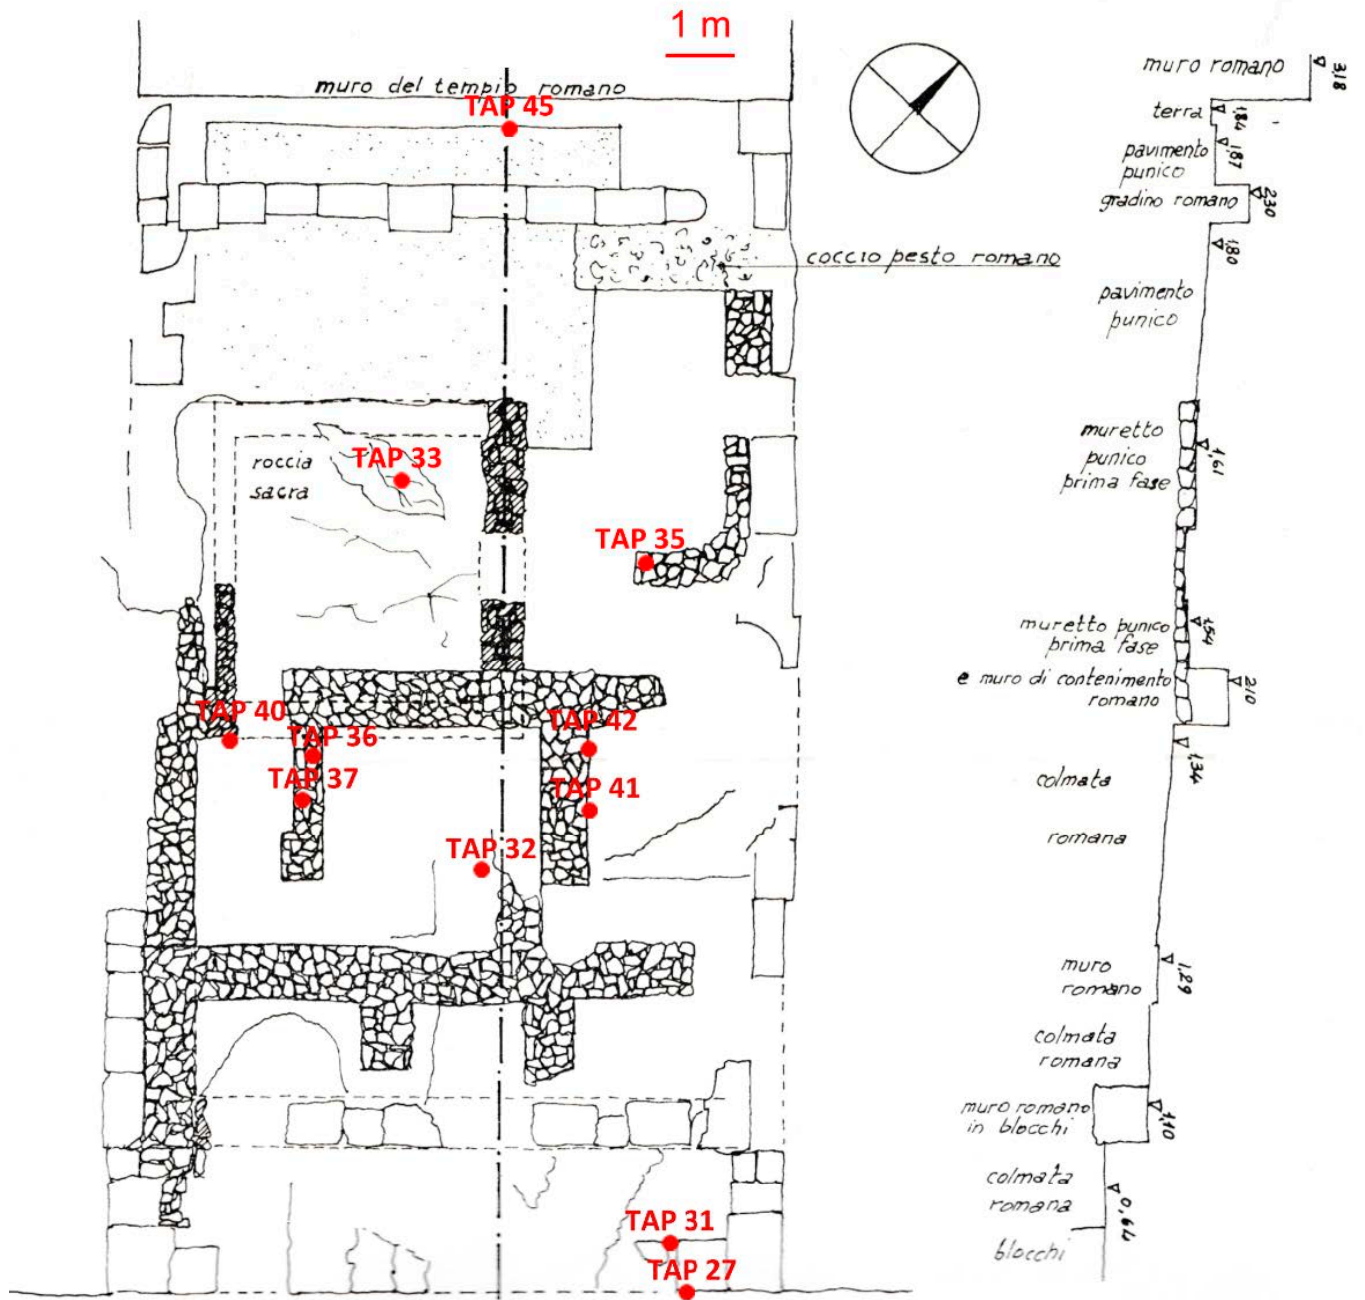 1 m
muro del tempio romano
TAP 45
coccio pesto romano
roccia
sacra
TAP 33
TAP 35
TAP 40
TAP 36
TAP 42
TAP 37
TAP 41
TAP 32
TAP 31
TAP 27
muro romano
3,18
terra
1,84
pavimento
punico
1,87
gradino romano
2,30
1,80
pavimento
punico
muretto
punico
prima fase
1,61
muretto punico
prima fase
1,54
e muro di contenimento
romano
2,10
1,34
colmata
romana
muro
romano
1,29
colmata
romana
muro romano
in blocchi
1,10
colmata
romana
0,64
blocchi